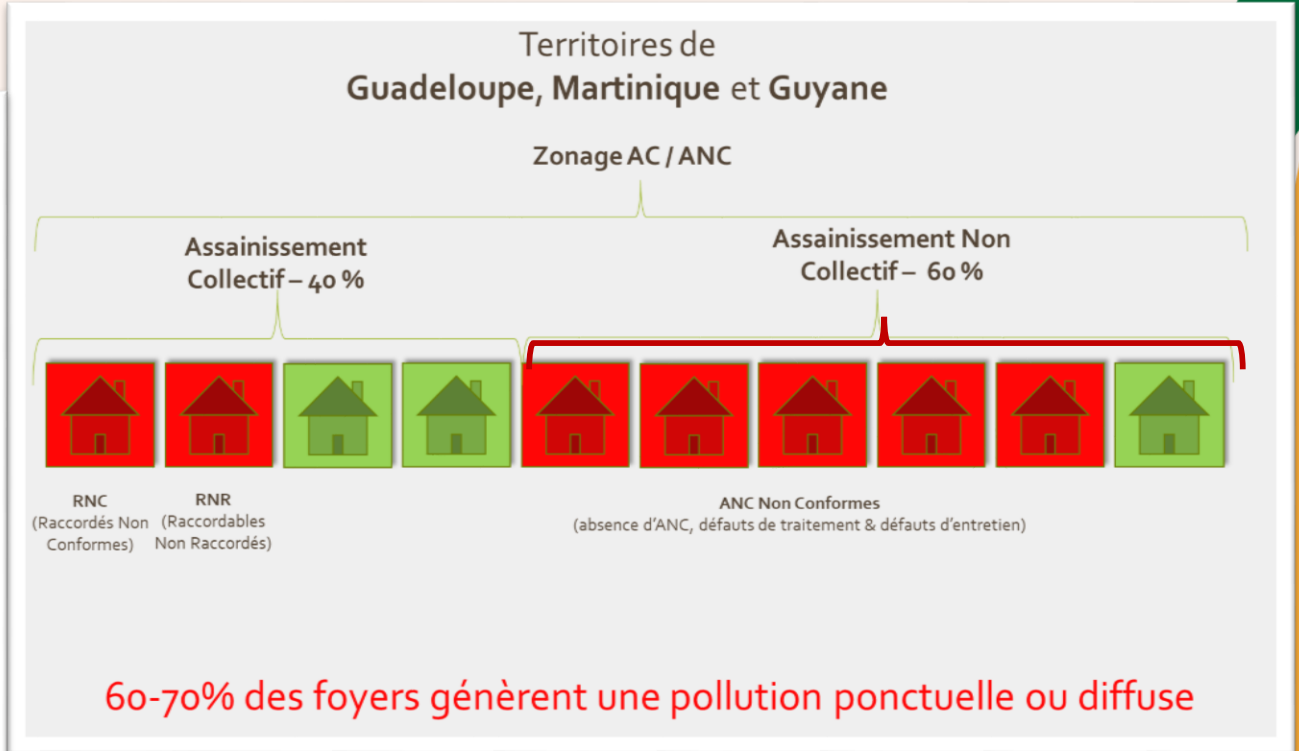 Territoires de
Guadeloupe, Martinique et Guyane
Zonage AC / ANC
Assainissement
Collectif – 40 %
Assainissement Non
Collectif – 60 %
RNC
(Raccordés Non
Conformes)
RNR
(Raccordables
Non Raccordés)
ANC Non Conformes
(absence d'ANC, défauts de traitement & défauts d'entretien)
60-70% des foyers génèrent une pollution ponctuelle ou diffuse